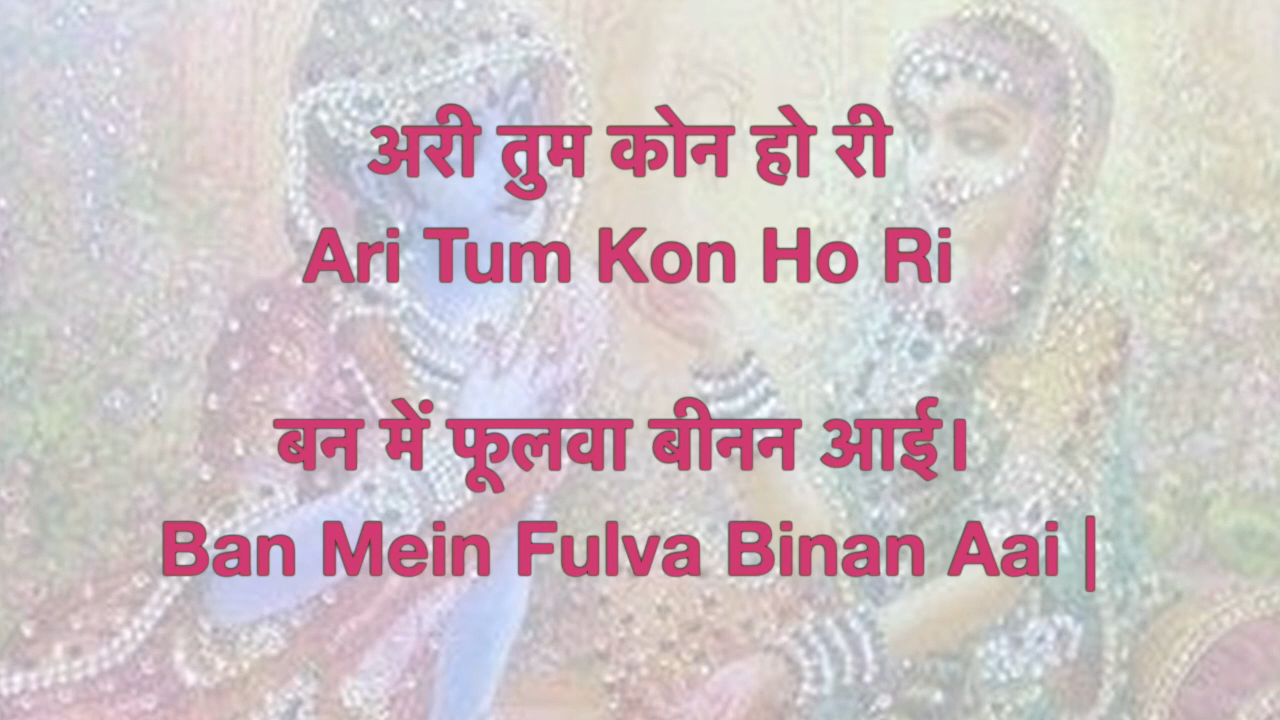 अरी तुम कोन हो री
Ari Tum Kon Ho Ri
बन में फूलवा बीनन आई।
Ban Mein Fulva Binan Aai |